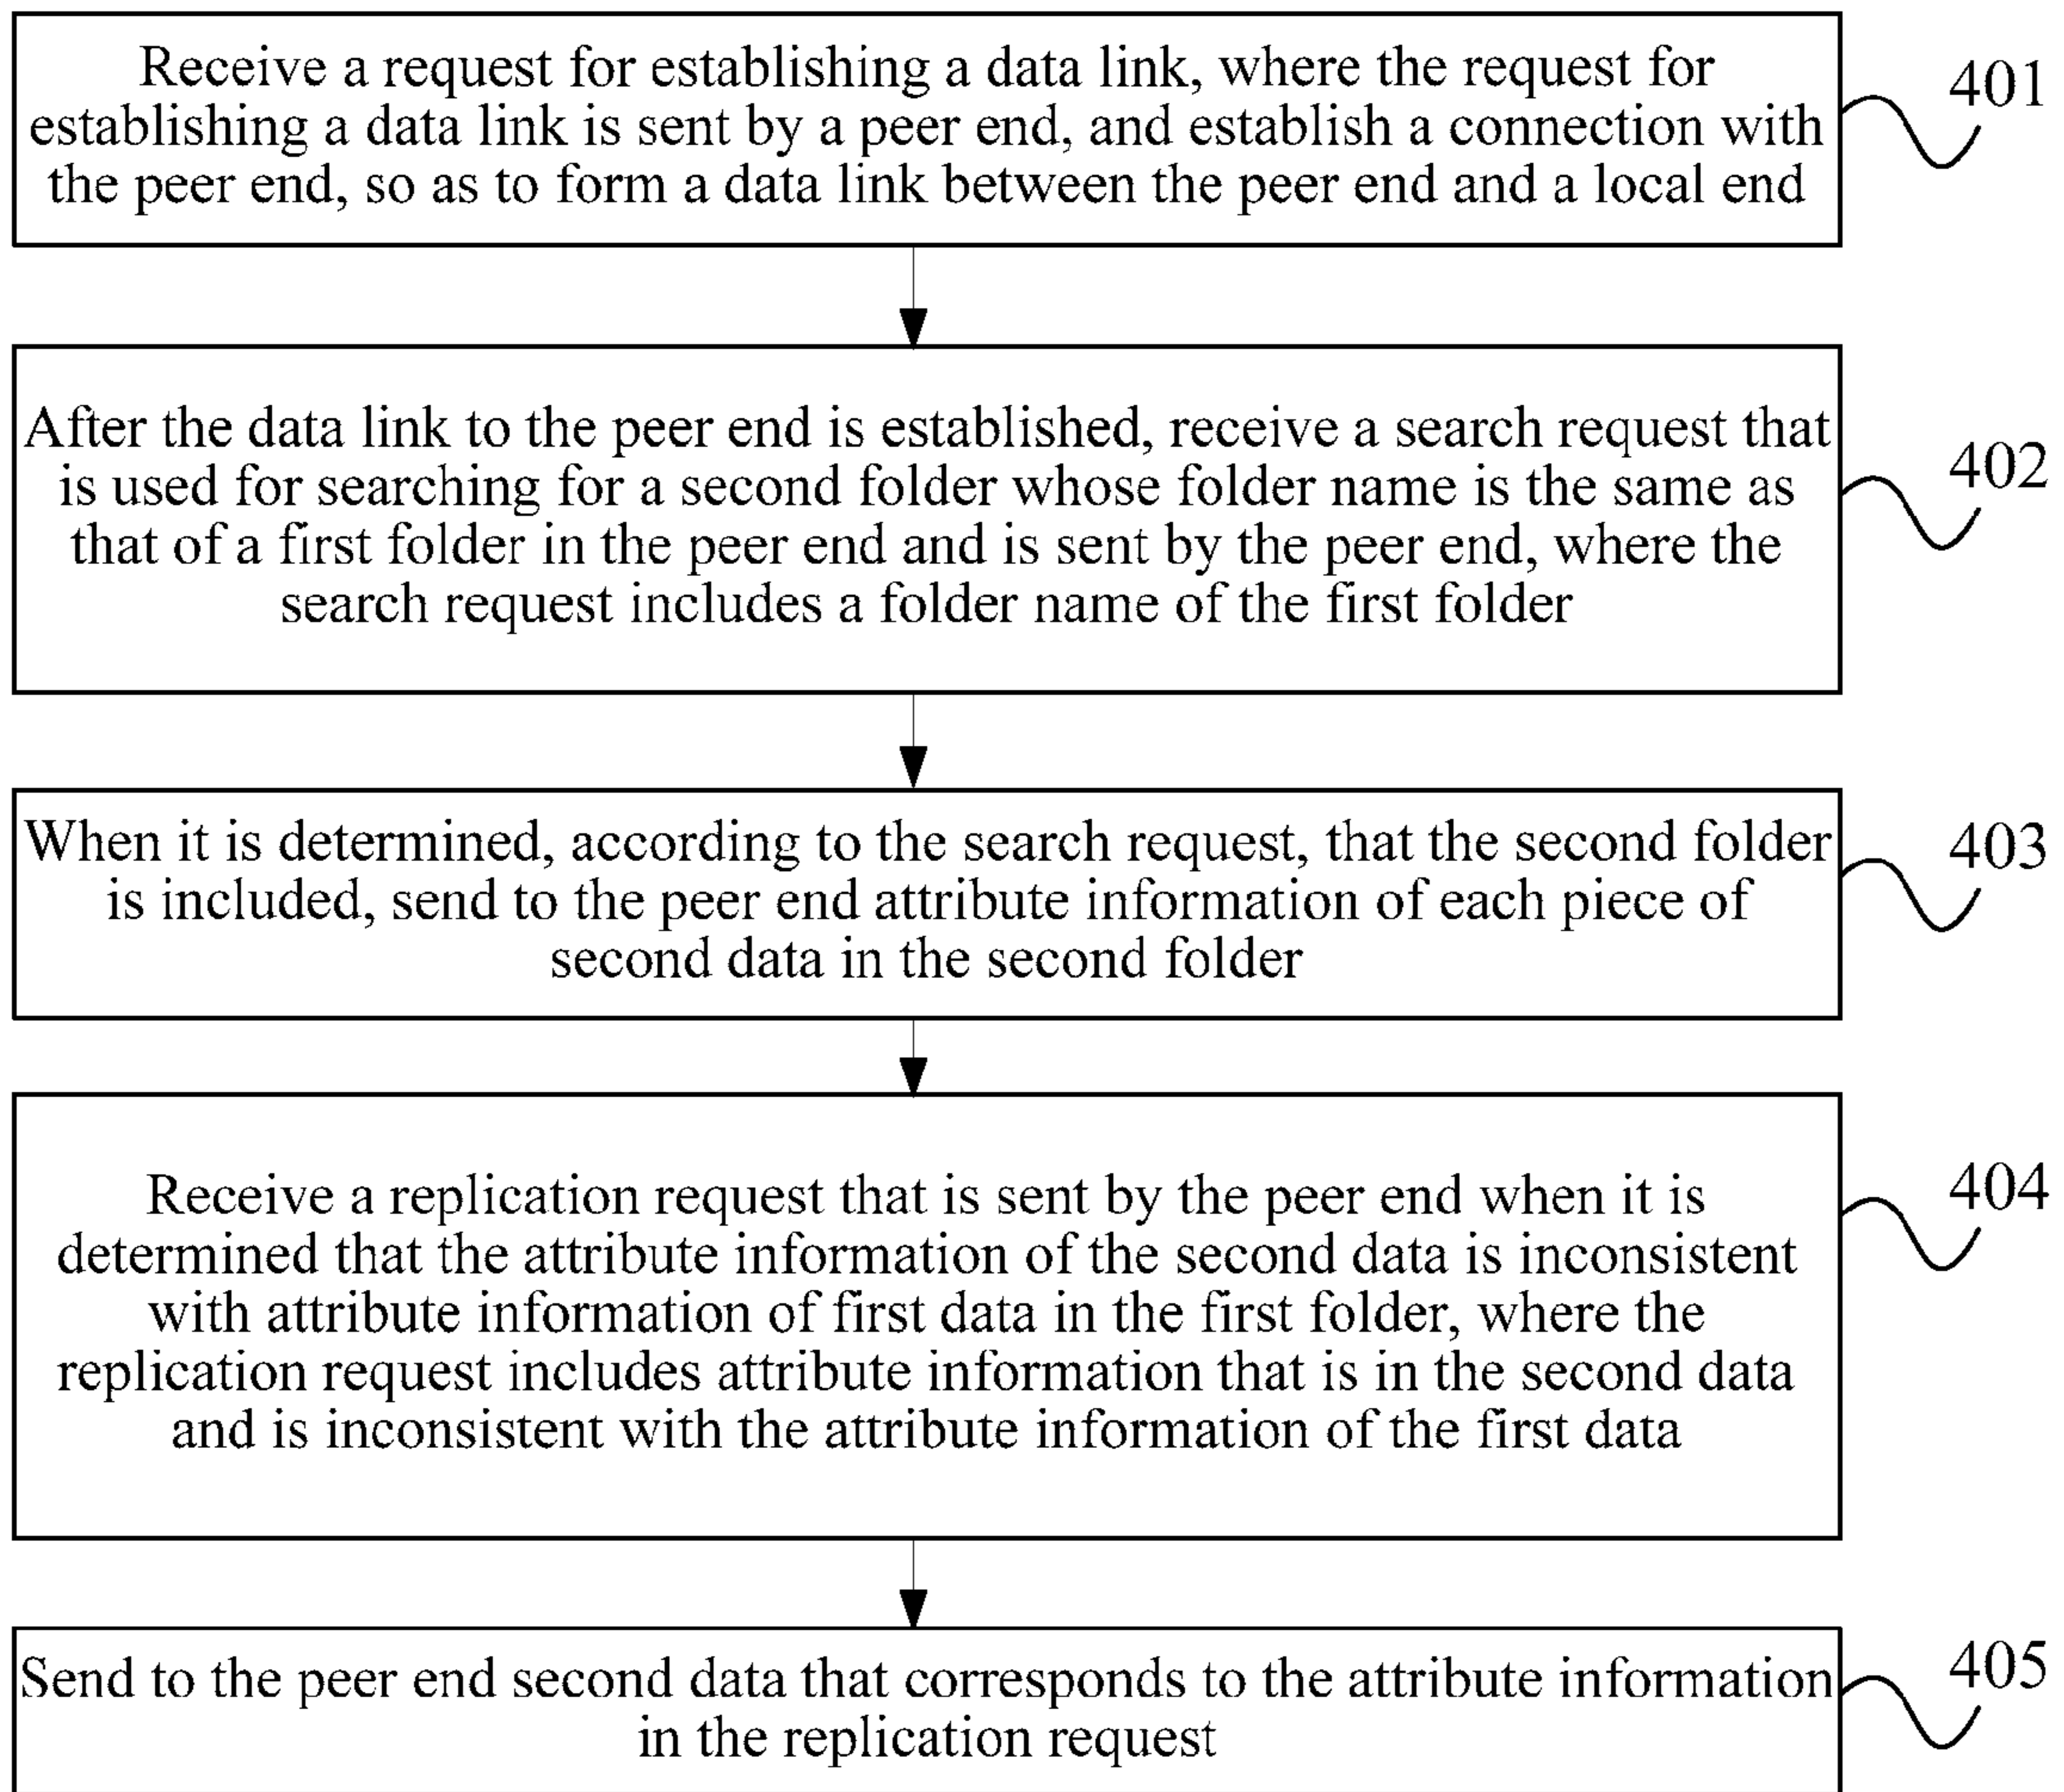 Receive a request for establishing a data link, where the request for
establishing a data link is sent by a peer end, and establish a connection with
the peer end, so as to form a data link between the peer end and a local end
401
After the data link to the peer end is established, receive a search request that
is used for searching for a second folder whose folder name is the same as
that of a first folder in the peer end and is sent by the peer end, where the
search request includes a folder name of the first folder
402
When it is determined, according to the search request, that the second folder
is included, send to the peer end attribute information of each piece of
second data in the second folder
403
Receive a replication request that is sent by the peer end when it is
determined that the attribute information of the second data is inconsistent
with attribute information of first data in the first folder, where the
replication request includes attribute information that is in the second data
and is inconsistent with the attribute information of the first data
404
Send to the peer end second data that corresponds to the attribute information
in the replication request
405